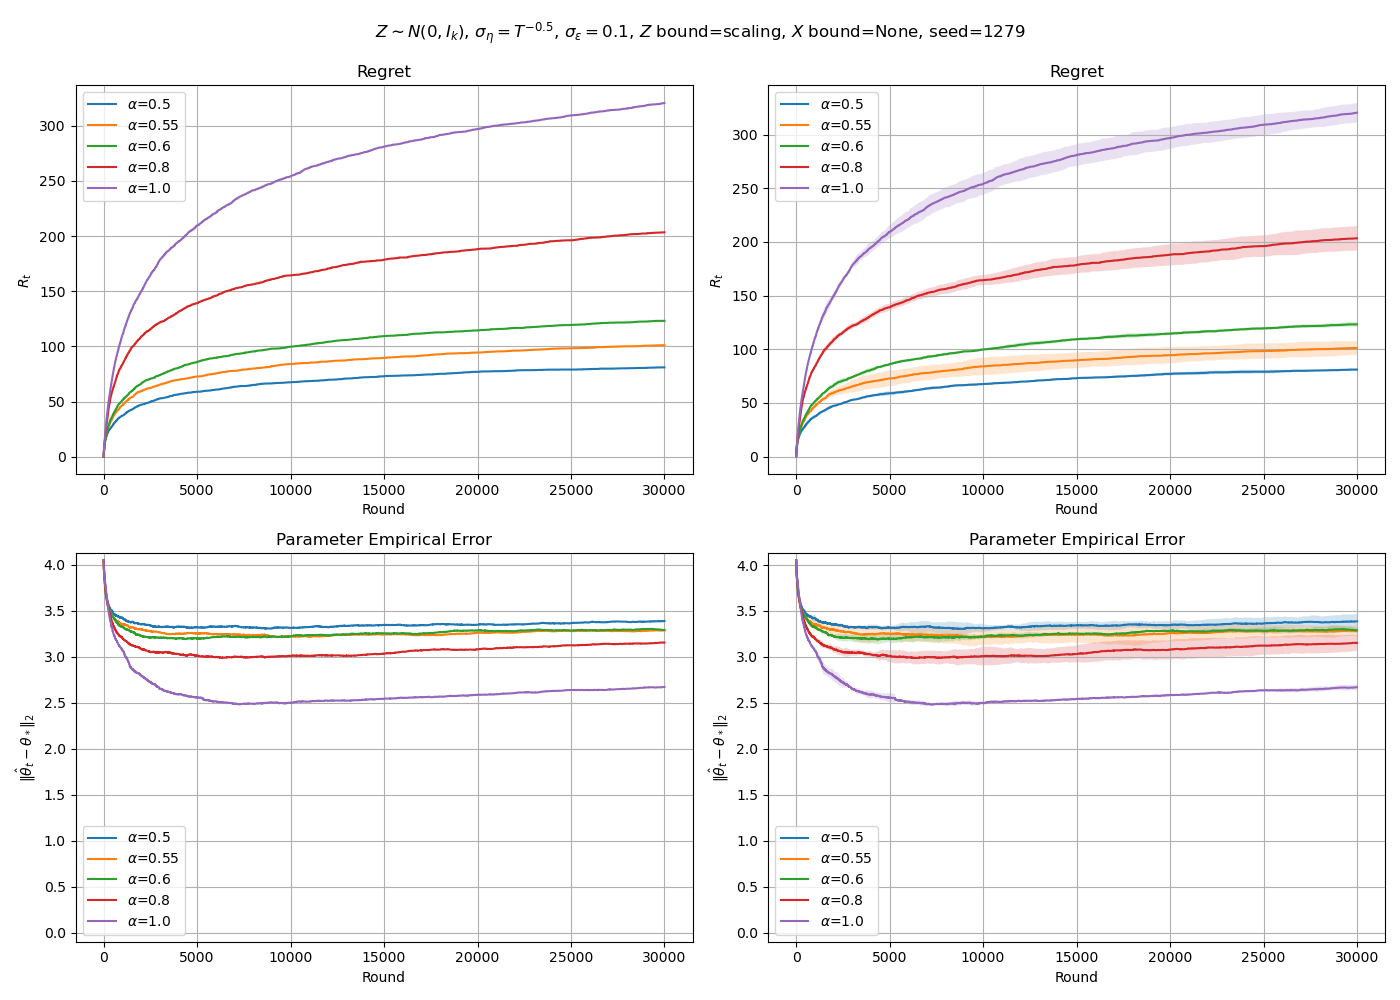 Z ~ N(0, I_k), σ_η = T^{-0.5}, σ_ε = 0.1, Z bound=scaling, X bound=None, seed=1279
Regret
α=0.5
α=0.55
α=0.6
α=0.8
α=1.0
R_t
300
250
200
150
100
50
0
0 5000 10000 15000 20000 25000 30000
Round
Regret
α=0.5
α=0.55
α=0.6
α=0.8
α=1.0
R_t
300
250
200
150
100
50
0
0 5000 10000 15000 20000 25000 30000
Round
Parameter Empirical Error
‖θ̂_t − θ_*‖_2
4.0
3.5
3.0
2.5
2.0
1.5
1.0
0.5
0.0
α=0.5
α=0.55
α=0.6
α=0.8
α=1.0
0 5000 10000 15000 20000 25000 30000
Round
Parameter Empirical Error
‖θ̂_t − θ_*‖_2
4.0
3.5
3.0
2.5
2.0
1.5
1.0
0.5
0.0
α=0.5
α=0.55
α=0.6
α=0.8
α=1.0
0 5000 10000 15000 20000 25000 30000
Round